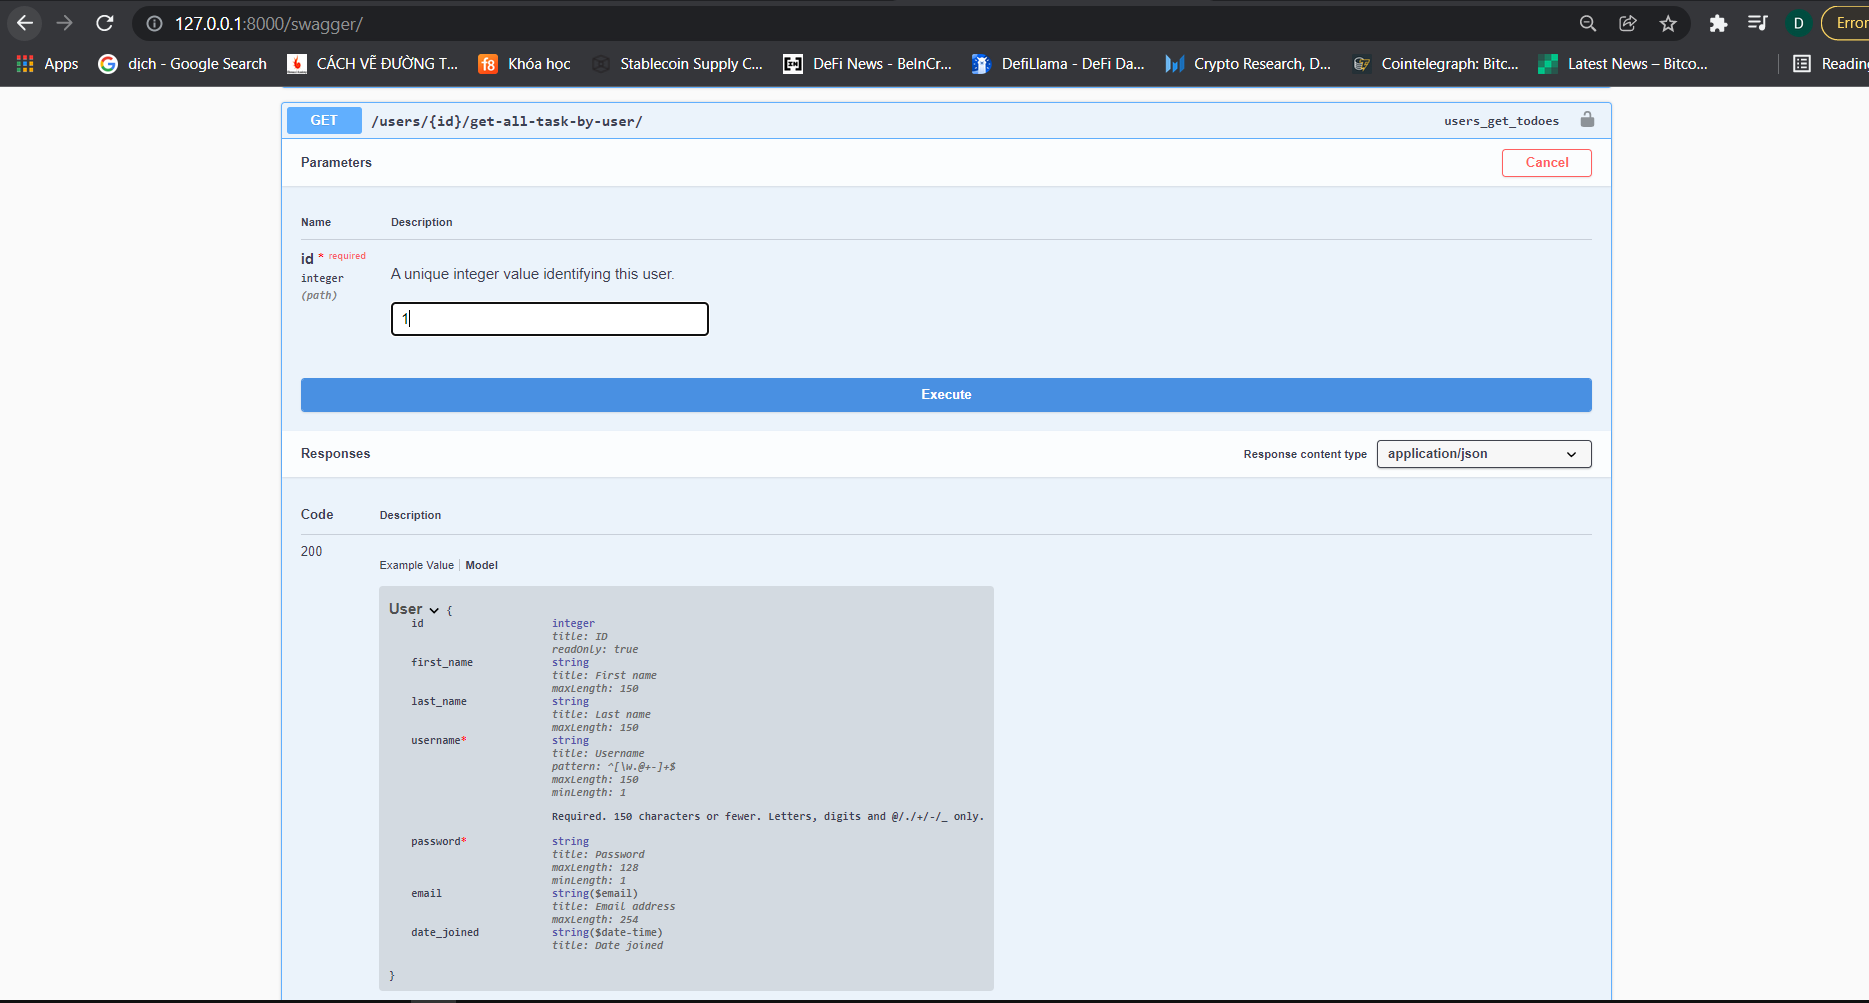 127.0.0.1:8000/swagger/
D
Error
Apps
dịch - Google Search
CÁCH VẼ ĐƯỜNG T...
f8
Khóa học
Stablecoin Supply C...
DeFi News - BeInCr...
DefiLlama - DeFi Da...
Crypto Research, D...
Cointelegraph: Bitc...
Latest News – Bitco...
Reading
GET /users/{id}/get-all-task-by-user/ users_get_todoes
Parameters Cancel
Name Description
id * required
integer
(path)
A unique integer value identifying this user.
1
Execute
Responses Response content type application/json
Code Description
200
Example Value Model
User {
id integer
title: ID
readOnly: true
first_name string
title: First name
maxLength: 150
last_name string
title: Last name
maxLength: 150
username* string
title: Username
pattern: ^[\w.@+-]+$
maxLength: 150
minLength: 1
Required. 150 characters or fewer. Letters, digits and @/./+/-/_ only.
password* string
title: Password
maxLength: 128
minLength: 1
email string($email)
title: Email address
maxLength: 254
date_joined string($date-time)
title: Date joined
}